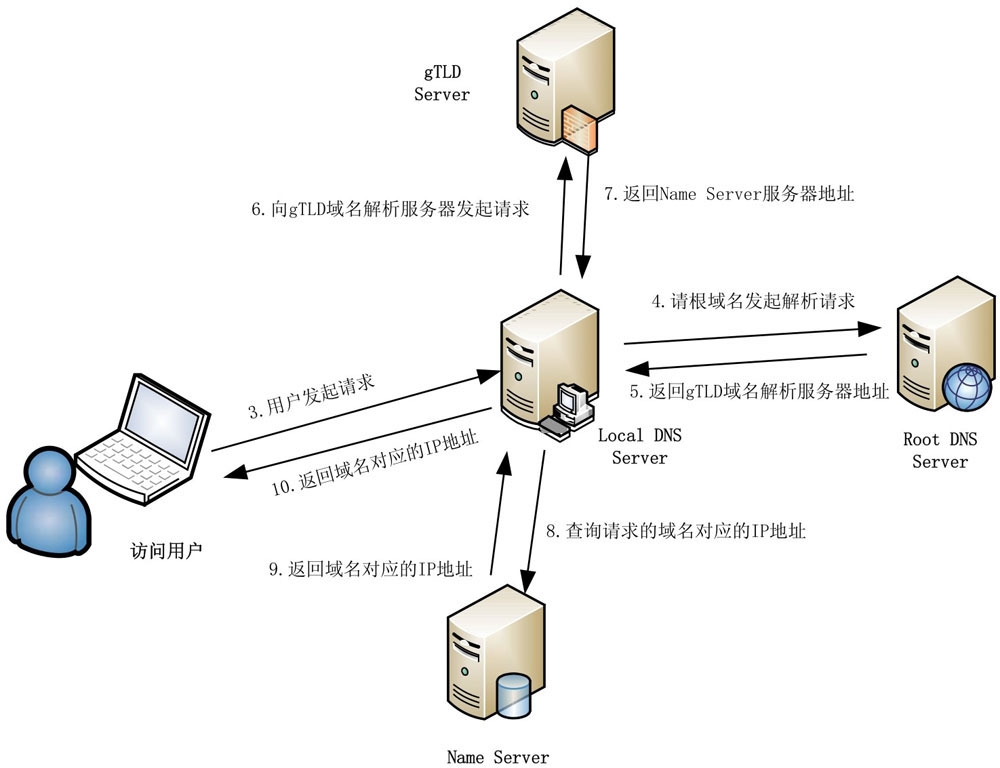 gTLD
Server
7.返回Name Server服务器地址
6.向gTLD域名解析服务器发起请求
4.请根域名发起解析请求
5.返回gTLD域名解析服务器地址
3.用户发起请求
Local DNS
Server
Root DNS
Server
10.返回域名对应的IP地址
8.查询请求的域名对应的IP地址
访问用户
9.返回域名对应的IP地址
Name Server